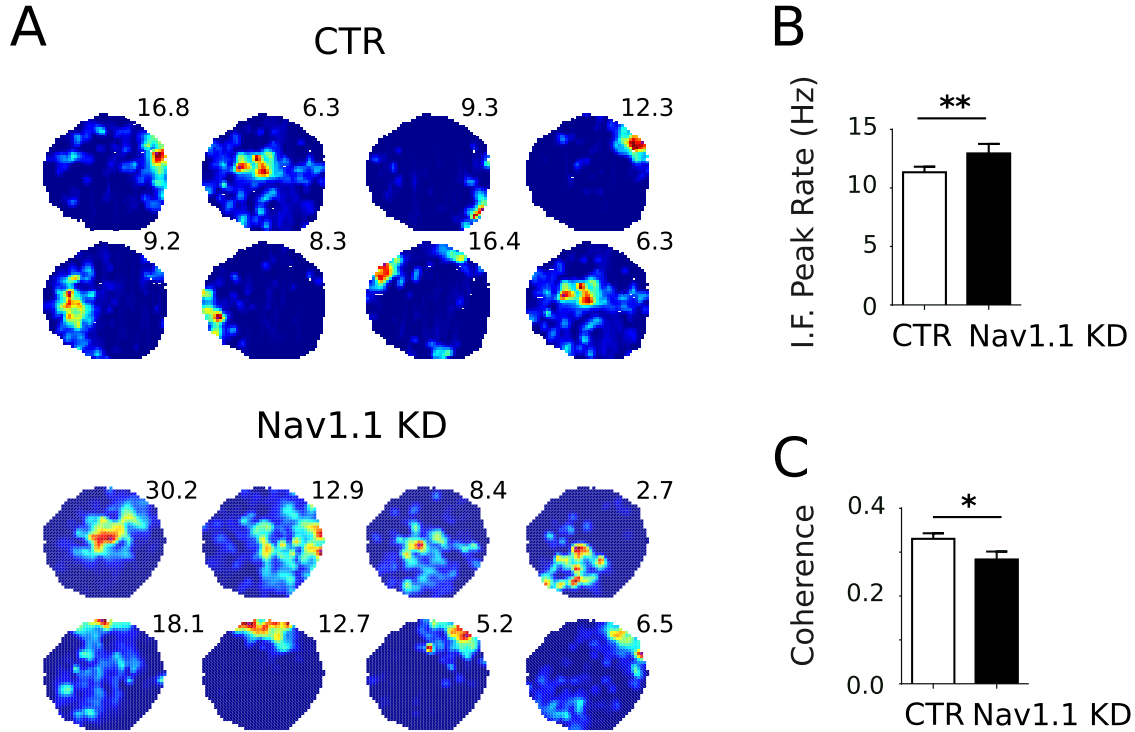 A
CTR
16.8 6.3 9.3 12.3
9.2 8.3 16.4 6.3
Nav1.1 KD
30.2 12.9 8.4 2.7
18.1 12.7 5.2 6.5
B
**
I.F. Peak Rate (Hz)
15
10
5
0
CTR Nav1.1 KD
C
*
Coherence
0.4
0.2
0.0
CTR Nav1.1 KD